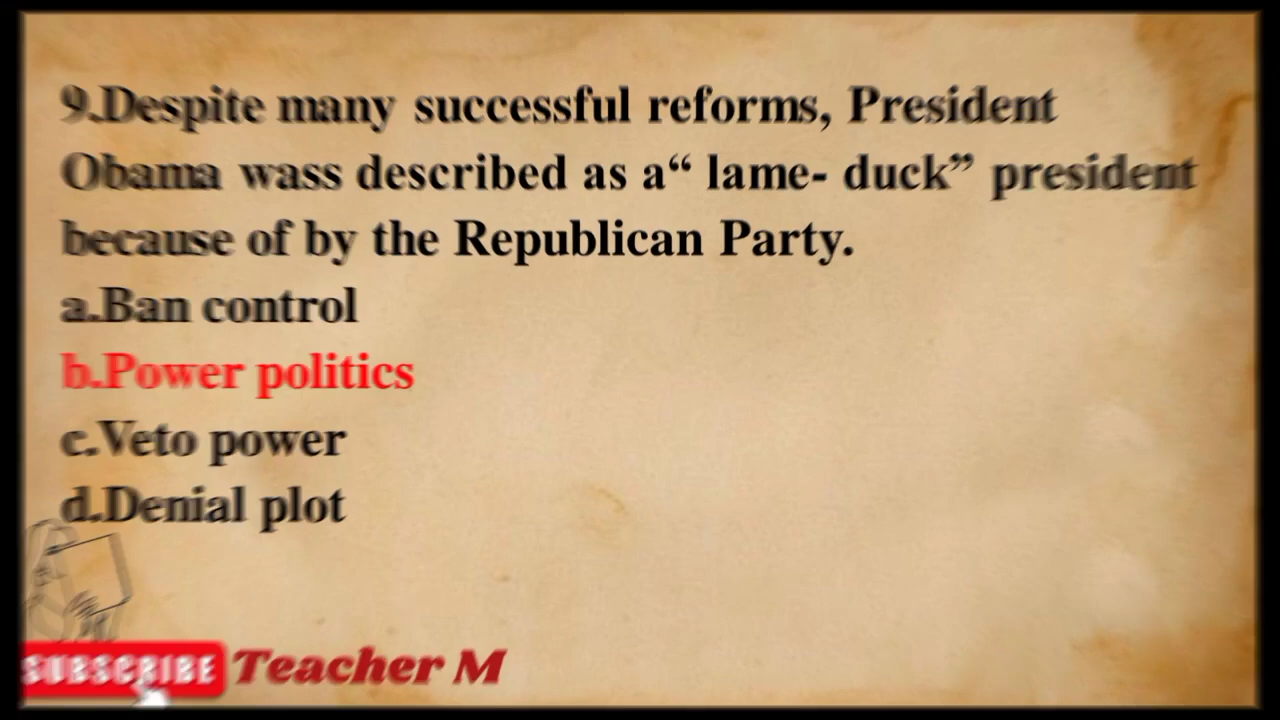 9.Despite many successful reforms, President
Obama wass described as a“ lame- duck” president
because of by the Republican Party.
a.Ban control
b.Power politics
c.Veto power
d.Denial plot
SUBSCRIBE Teacher M